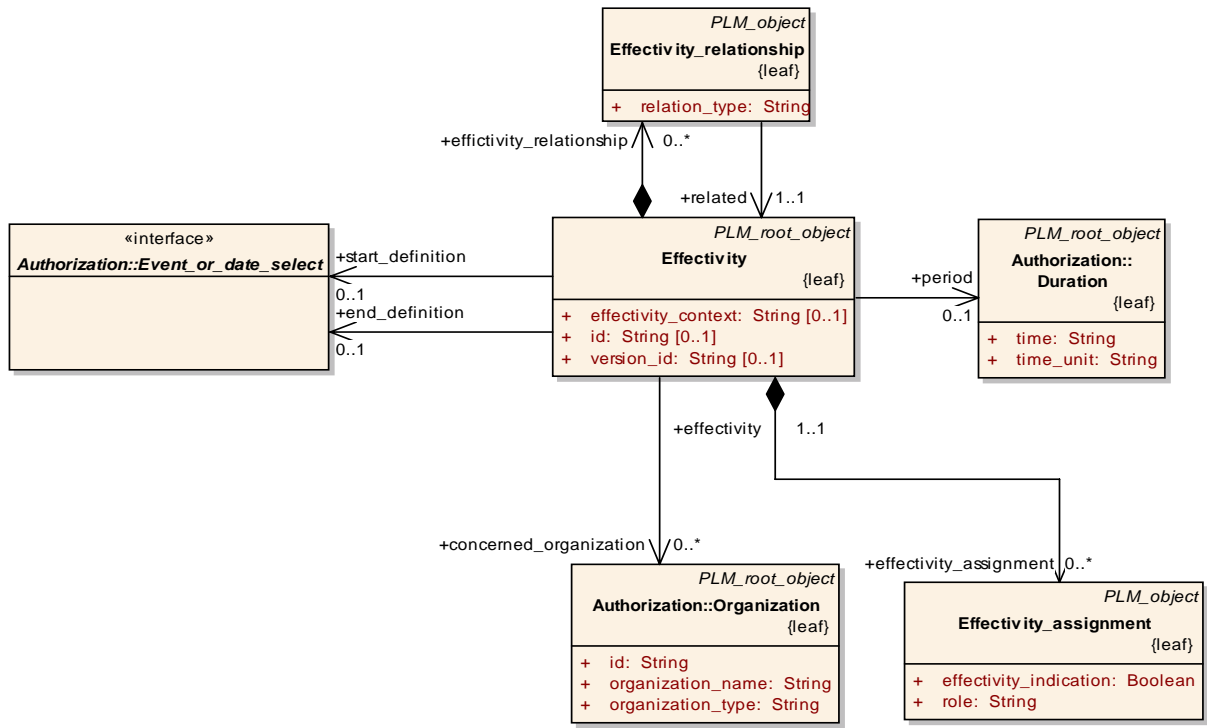 PLM_object
Effectivity_relationship
{leaf}
+ relation_type: String
+effictivity_relationship
0..*
+related
1..1
«interface»
Authorization::Event_or_date_select
+start_definition
0..1
+end_definition
0..1
PLM_root_object
Effectivity
{leaf}
+ effectivity_context: String [0..1]
+ id: String [0..1]
+ version_id: String [0..1]
+period
0..1
PLM_root_object
Authorization::
Duration
{leaf}
+ time: String
+ time_unit: String
+effectivity
1..1
+concerned_organization
0..*
PLM_root_object
Authorization::Organization
{leaf}
+ id: String
+ organization_name: String
+ organization_type: String
+effectivity_assignment
0..*
PLM_object
Effectivity_assignment
{leaf}
+ effectivity_indication: Boolean
+ role: String